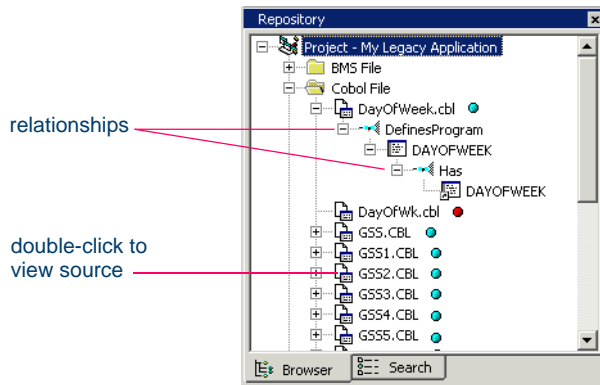 Repository
Project - My Legacy Application
BMS File
Cobol File
DayOfWeek.cbl
relationships
DefinesProgram
DAYOFWEEK
Has
DAYOFWEEK
DayOfWk.cbl
GSS.CBL
double-click to
view source
GSS1.CBL
GSS2.CBL
GSS3.CBL
GSS4.CBL
GSS5.CBL
Browser
Search